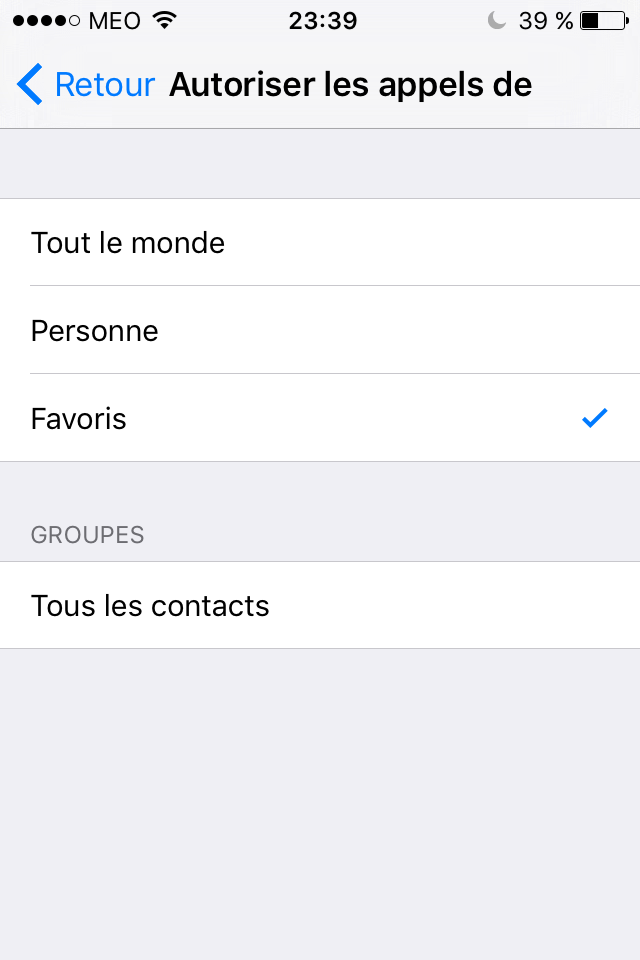 MEO 23:39 39 %
Retour Autoriser les appels de
Tout le monde
Personne
Favoris
GROUPES
Tous les contacts